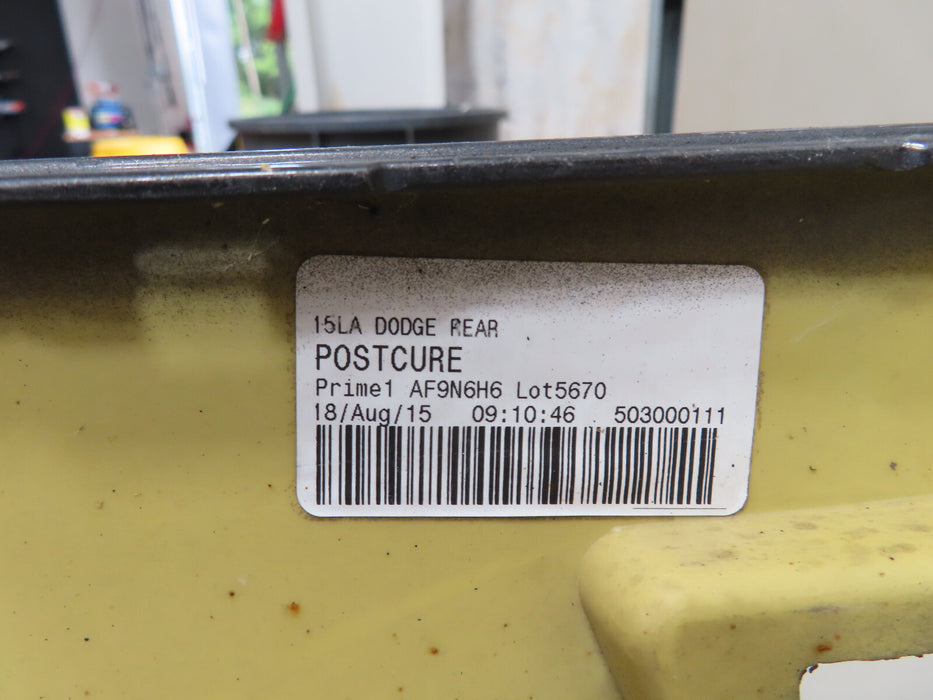 15LA DODGE REAR
POSTCURE
Prime1 AF9N6H6 Lot5670
18/Aug/15 09:10:46 503000111